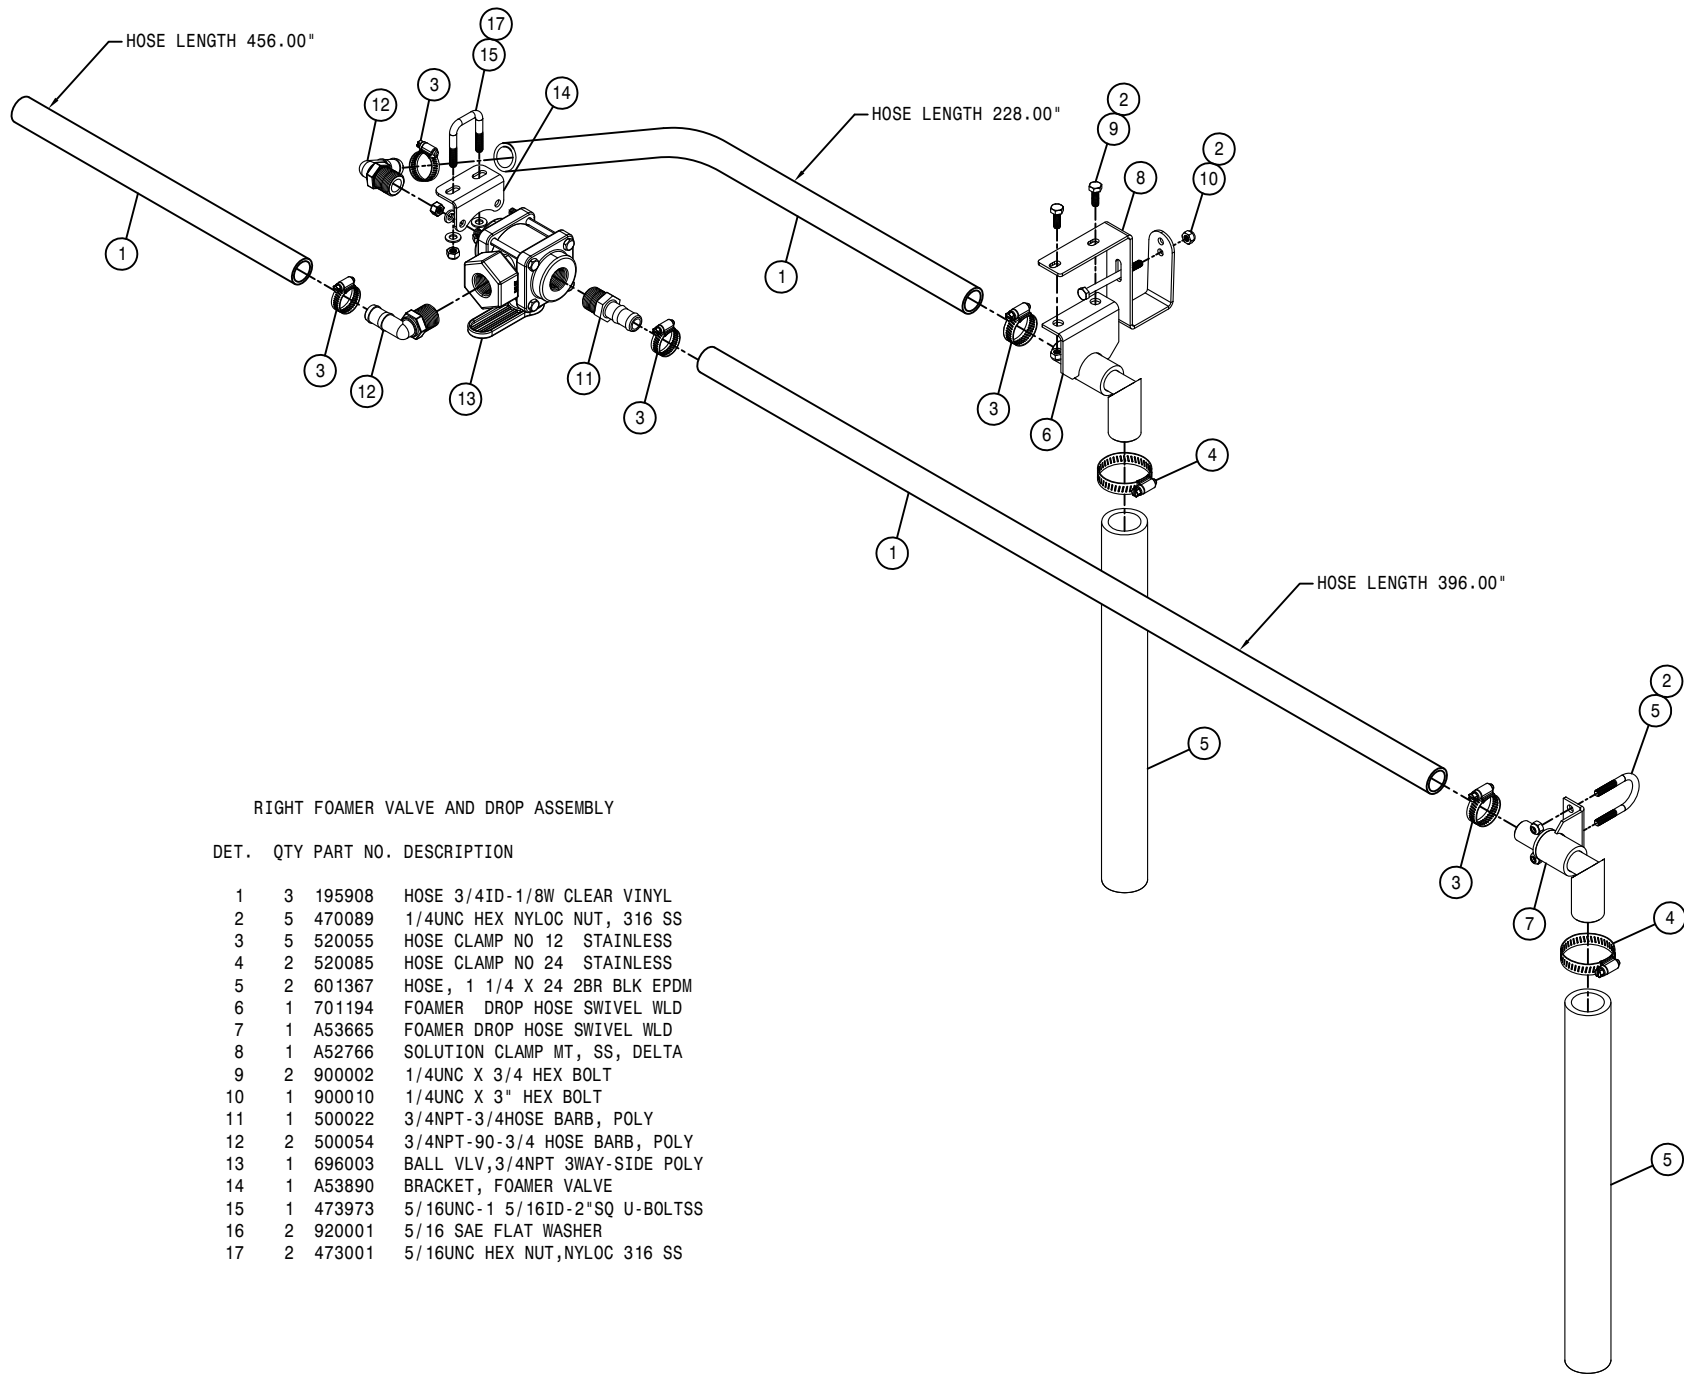 17
HOSE LENGTH 456.00"
15
3
14
12
2
HOSE LENGTH 228.00"
9
2
8
10
1
1
3
12
13
11
3
3
6
4
1
HOSE LENGTH 396.00"
2
5
5
3
7
4
5
RIGHT FOAMER VALVE AND DROP ASSEMBLY
DET. QTY PART NO. DESCRIPTION
1 3 195908 HOSE 3/4ID-1/8W CLEAR VINYL
2 5 470089 1/4UNC HEX NYLOC NUT, 316 SS
3 5 520055 HOSE CLAMP NO 12 STAINLESS
4 2 520085 HOSE CLAMP NO 24 STAINLESS
5 2 601367 HOSE, 1 1/4 X 24 2BR BLK EPDM
6 1 701194 FOAMER DROP HOSE SWIVEL WLD
7 1 A53665 FOAMER DROP HOSE SWIVEL WLD
8 1 A52766 SOLUTION CLAMP MT, SS, DELTA
9 2 900002 1/4UNC X 3/4 HEX BOLT
10 1 900010 1/4UNC X 3" HEX BOLT
11 1 500022 3/4NPT-3/4HOSE BARB, POLY
12 2 500054 3/4NPT-90-3/4 HOSE BARB, POLY
13 1 696003 BALL VLV,3/4NPT 3WAY-SIDE POLY
14 1 A53890 BRACKET, FOAMER VALVE
15 1 473973 5/16UNC-1 5/16ID-2"SQ U-BOLTSS
16 2 920001 5/16 SAE FLAT WASHER
17 2 473001 5/16UNC HEX NUT,NYLOC 316 SS